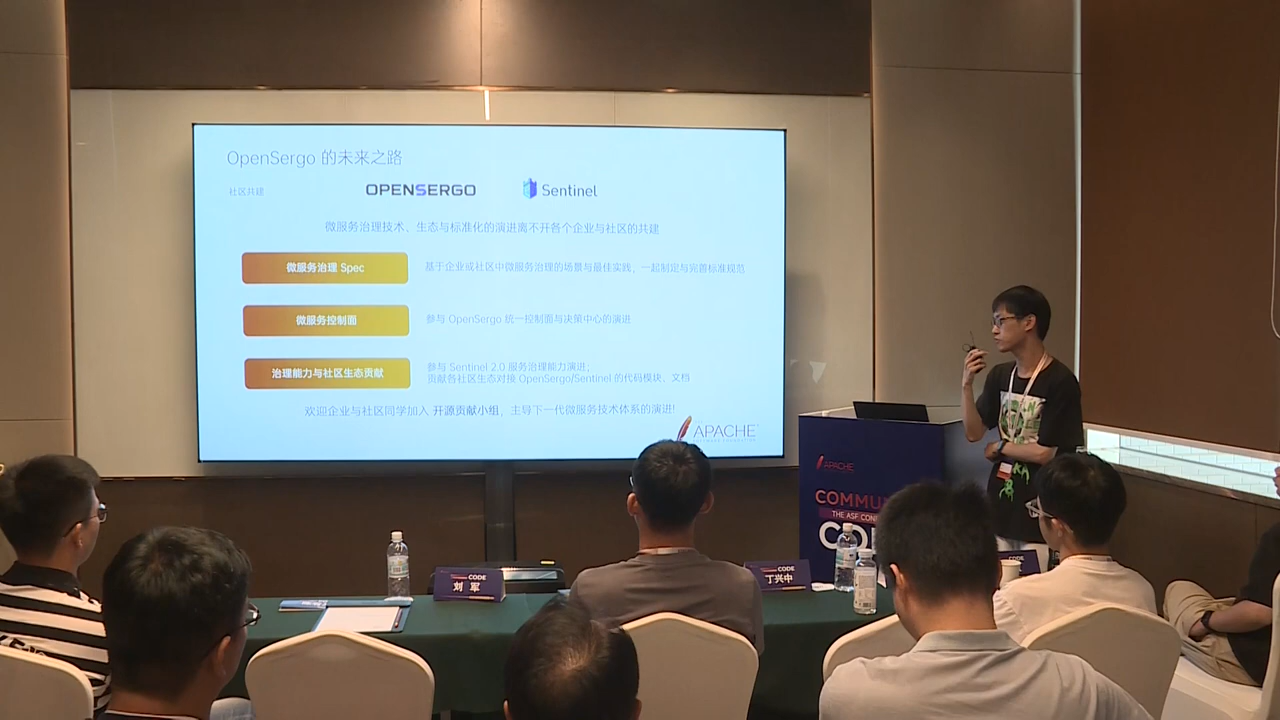 OpenSergo 的未来之路
社区共建
OPENSERGO
Sentinel
微服务治理技术、生态与标准化的演进离不开各个企业与社区的共建
微服务治理 Spec
基于企业或社区中微服务治理的场景与最佳实践，一起制定与完善标准规范
微服务控制面
参与 OpenSergo 统一控制面与决策中心的演进
治理能力与社区生态贡献
参与 Sentinel 2.0 服务治理能力演进；
贡献各社区生态对接 OpenSergo/Sentinel 的代码模块、文档
欢迎企业与社区同学加入 开源贡献小组，主导下一代微服务技术体系的演进!
APACHE
APACHE
COMMU
THE ASF CON
CO
CODE
刘 军
CODE
丁兴中
CODE